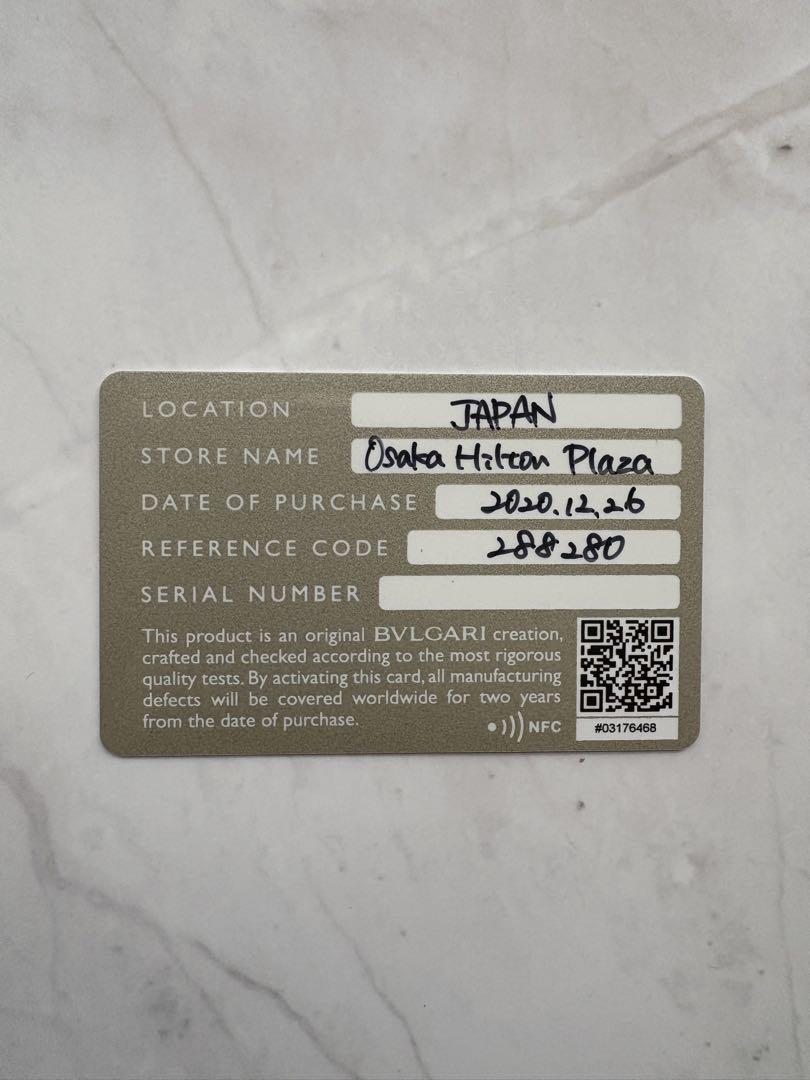 LOCATION JAPAN
STORE NAME Osaka Hilton Plaza
DATE OF PURCHASE 2020.12.26
REFERENCE CODE 288280
SERIAL NUMBER
This product is an original BVLGARI creation,
crafted and checked according to the most rigorous
quality tests. By activating this card, all manufacturing
defects will be covered worldwide for two years
from the date of purchase.
NFC
#03176468